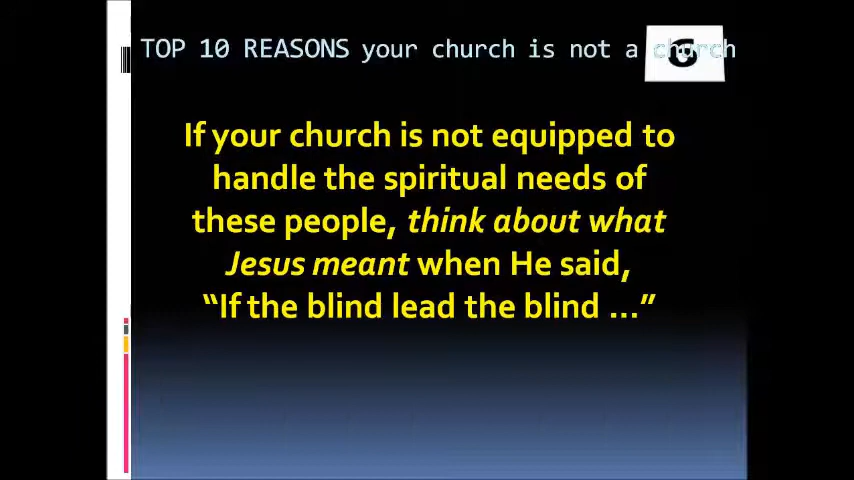 TOP 10 REASONS your church is not a church
6
If your church is not equipped to
handle the spiritual needs of
these people, think about what
Jesus meant when He said,
“If the blind lead the blind ...”